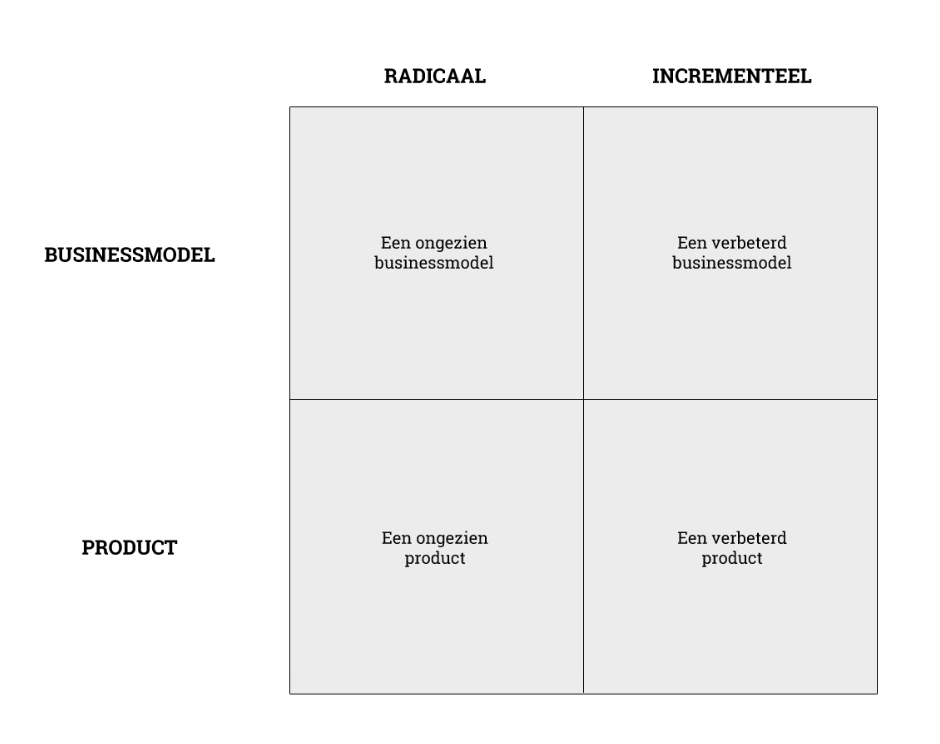 RADICAAL INCREMENTEEL
BUSINESSMODEL
Een ongezien
businessmodel
Een verbeterd
businessmodel
PRODUCT
Een ongezien
product
Een verbeterd
product